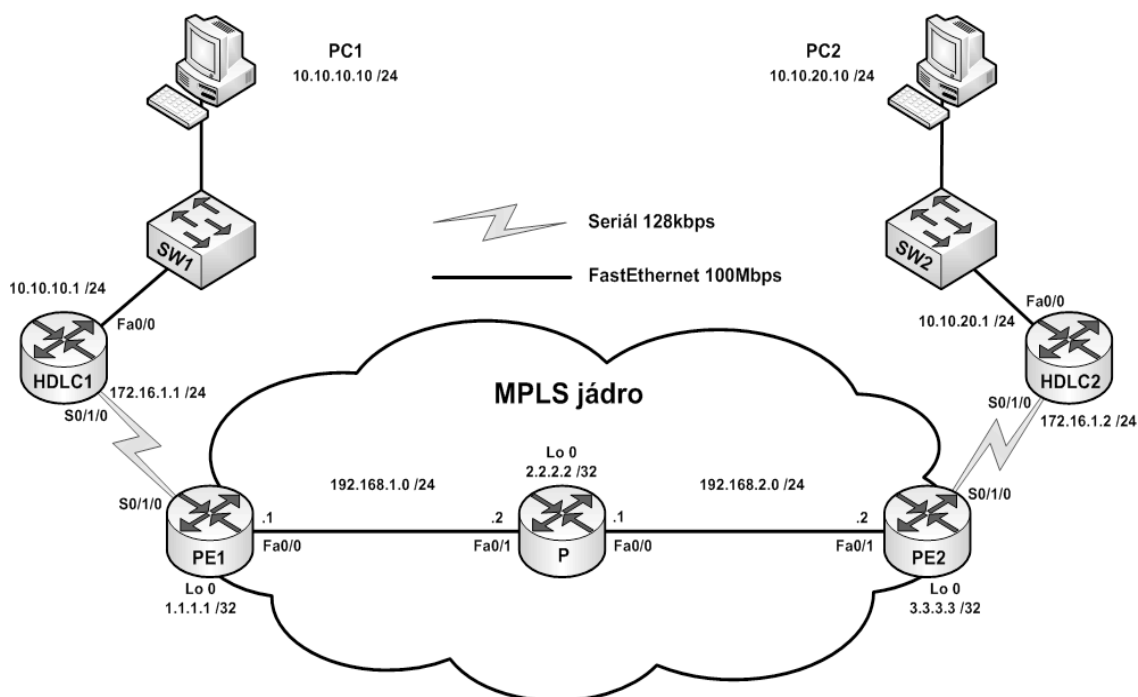 PC1
10.10.10.10 /24
PC2
10.10.20.10 /24
Seriál 128kbps
FastEthernet 100Mbps
SW1
SW2
10.10.10.1 /24
Fa0/0
Fa0/0
10.10.20.1 /24
HDLC1
HDLC2
172.16.1.1 /24
S0/1/0
S0/1/0
172.16.1.2 /24
MPLS jádro
Lo 0
2.2.2.2 /32
192.168.1.0 /24
192.168.2.0 /24
S0/1/0
S0/1/0
.1
.2
.1
.2
PE1
Fa0/0
Fa0/1
P
Fa0/0
Fa0/1
PE2
Lo 0
1.1.1.1 /32
Lo 0
3.3.3.3 /32